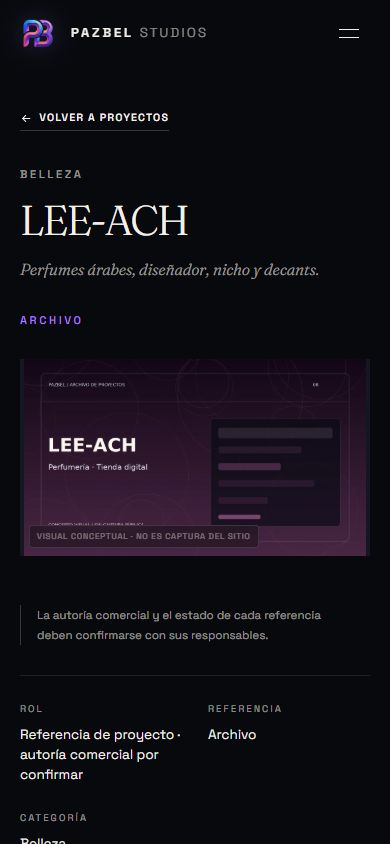 PAZBEL STUDIOS
← VOLVER A PROYECTOS
BELLEZA
LEE-ACH
Perfumes árabes, diseñador, nicho y decants.
ARCHIVO
PAZBEL / ARCHIVO DE PROYECTOS
08
LEE-ACH
Perfumería · Tienda digital
VISUAL CONCEPTUAL · NO ES CAPTURA DEL SITIO
La autoría comercial y el estado de cada referencia
deben confirmarse con sus responsables.
ROL
REFERENCIA
Referencia de proyecto ·
autoría comercial por
confirmar
Archivo
CATEGORÍA
Belleza